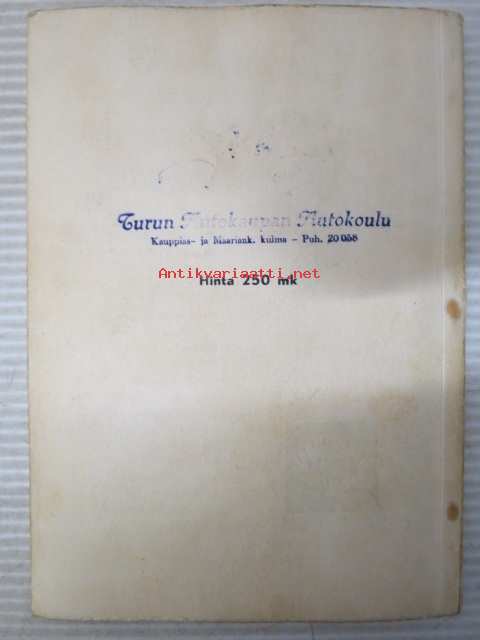 Turun Autokaupan Autokoulu
Kauppias- ja Maariank. kulma - Puh. 20 058
Antikvariaatti.net
Hinta 250 mk